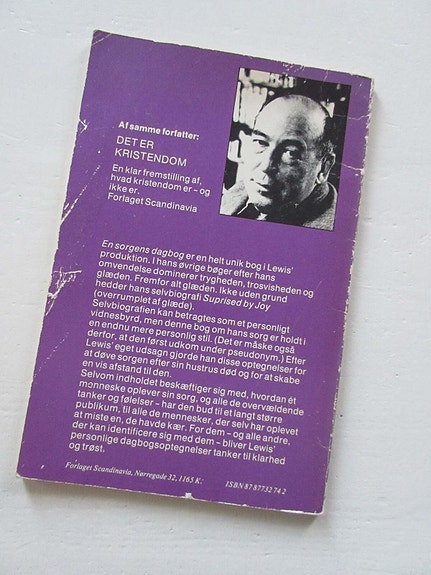 Af samme forfatter:
DET ER
KRISTENDOM
En klar fremstilling af,
hvad kristendom er – og
ikke er.
Forlaget Scandinavia
En sorgens dagbog er en helt unik bog i Lewis'
produktion. I hans øvrige bøger efter hans
omvendelse dominerer trygheden, trosvisheden og
glæden. Fremfor alt glæden. Ikke uden grund
hedder hans selvbiografi Suprised by Joy
(overrumplet af glæde).
Selvbiografien kan betragtes som et personligt
vidnesbyrd, men denne bog om hans sorg er holdt i
en endnu mere personlig stil. (Det er måske også
derfor, at den først udkom under pseudonym.) Efter
Lewis' eget udsagn gjorde han disse optegnelser for
at døve sorgen efter sin hustrus død og for at skabe
en vis afstand til den.
Selvom indholdet beskæftiger sig med, hvordan ét
menneske oplever sin sorg, og alle de overvældende
tanker og følelser – har den bud til et langt større
publikum, til alle de mennesker, der selv har oplevet
at miste en, de havde kær. For dem – og alle andre,
der kan identificere sig med dem – bliver Lewis'
personlige dagbogsoptegnelser tanker til klarhed
og trøst.
Forlaget Scandinavia, Nørregade 32, 1165 K. ISBN 87 87732 74 2